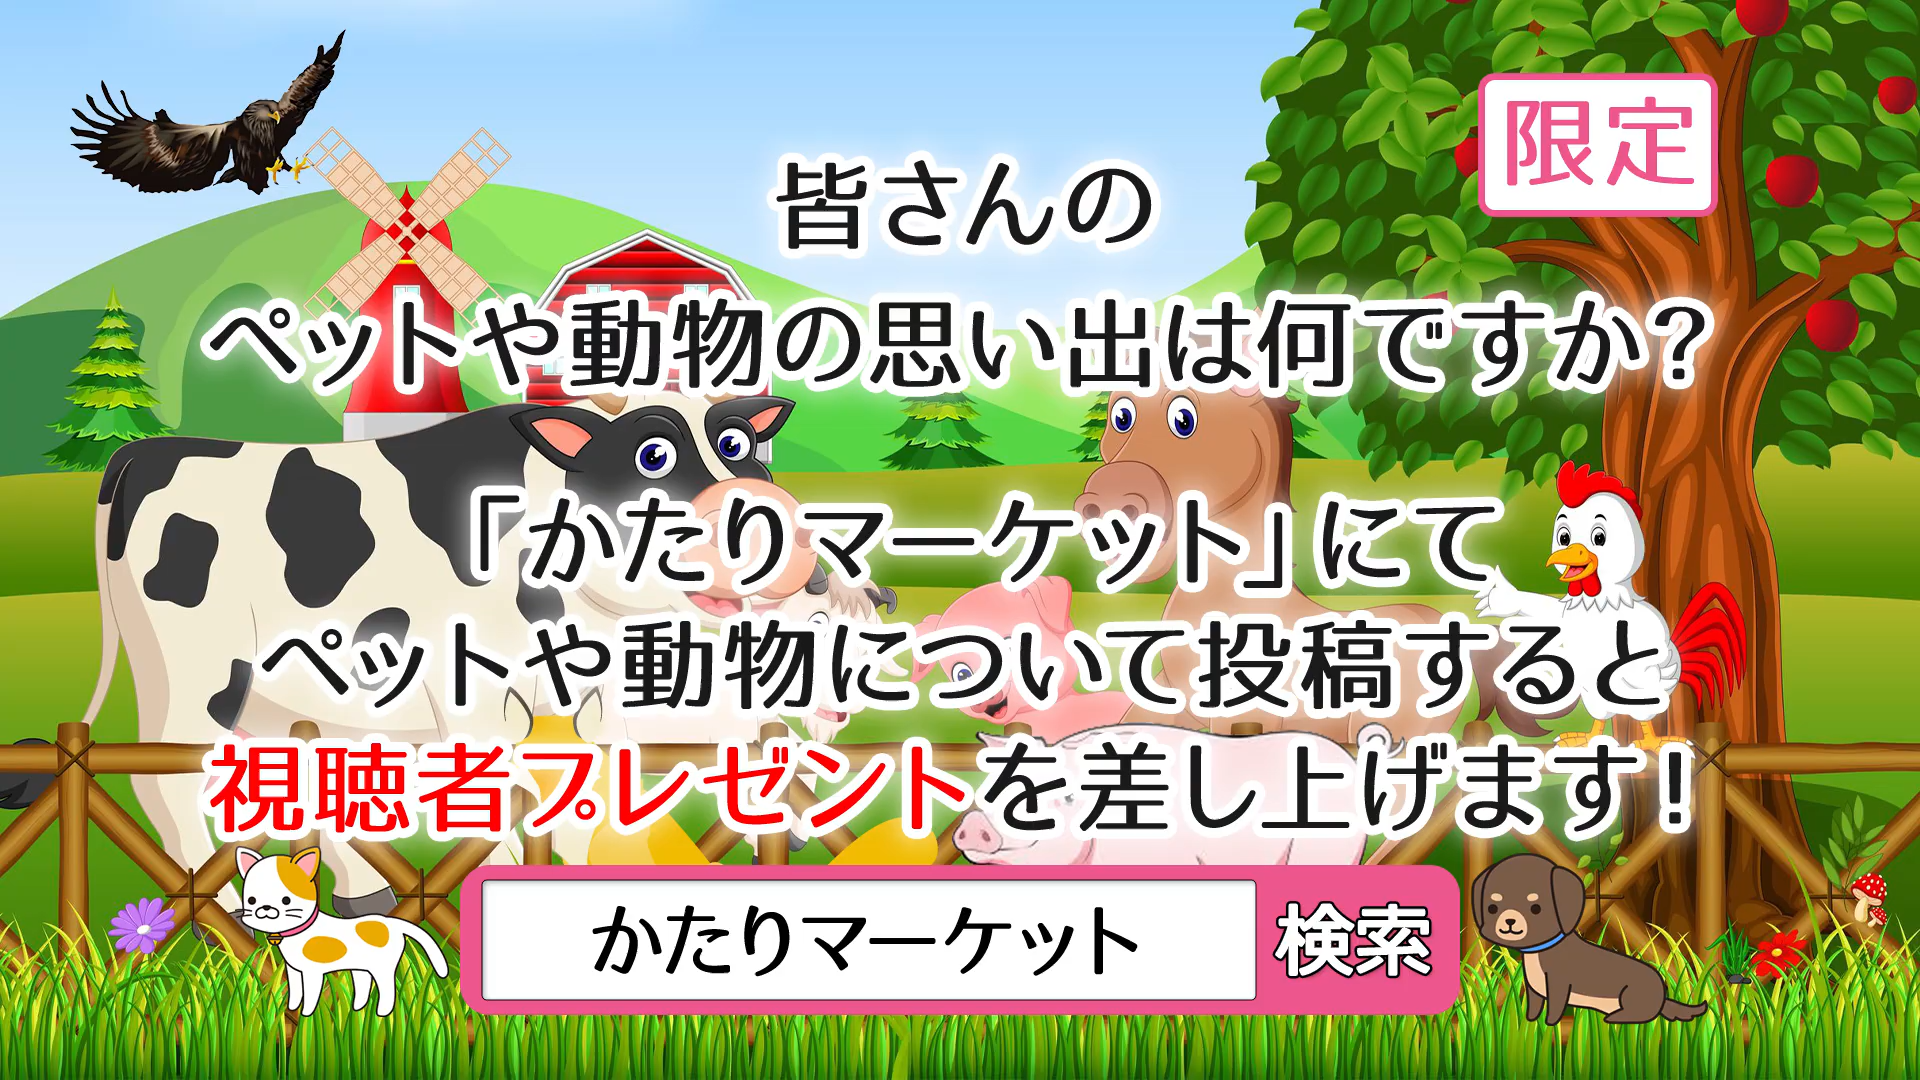 限定
皆さんの
ペットや動物の思い出は何ですか?
「かたりマーケット」にて
ペットや動物について投稿すると
視聴者プレゼントを差し上げます!
かたりマーケット 検索